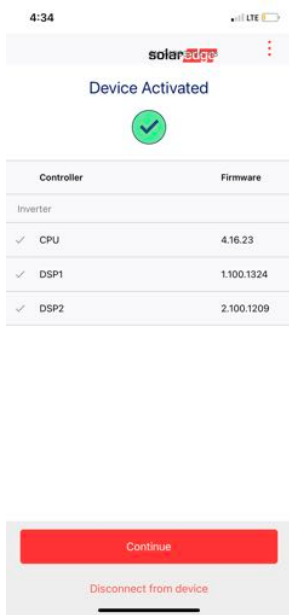 4:34
LTE
solaredge
Device Activated
Controller Firmware
Inverter
CPU 4.16.23
DSP1 1.100.1324
DSP2 2.100.1209
Continue
Disconnect from device